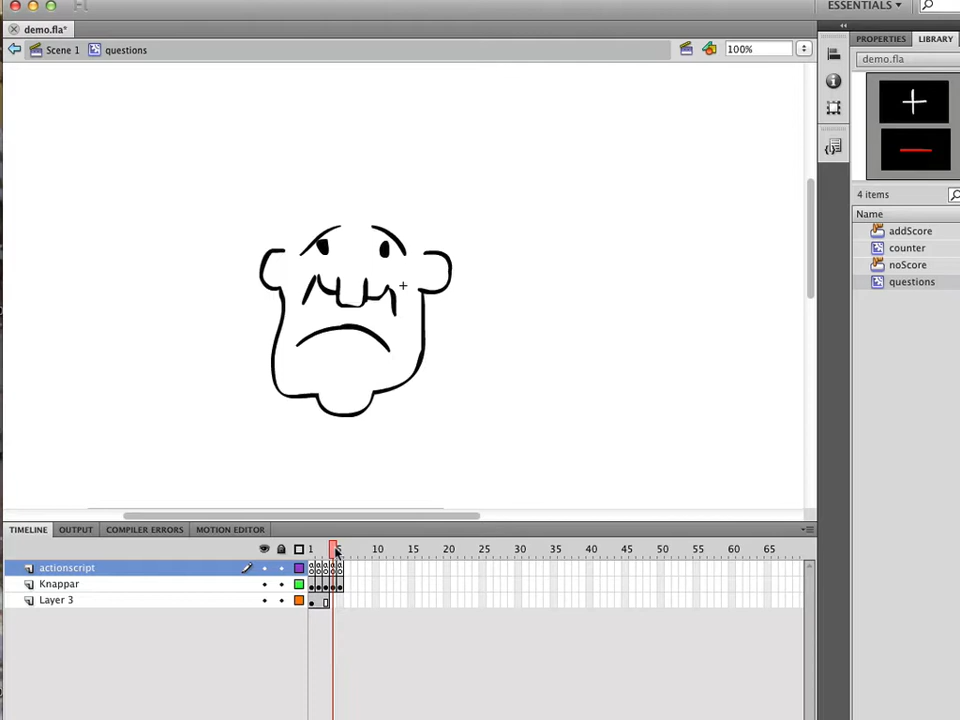 ESSENTIALS
demo.fla*
Scene 1 questions 100%
PROPERTIES LIBRARY
demo.fla
4 items
Name
addScore
counter
noScore
questions
TIMELINE OUTPUT COMPILER ERRORS MOTION EDITOR
1 5 10 15 20 25 30 35 40 45 50 55 60 65
actionscript
Knappar
Layer 3